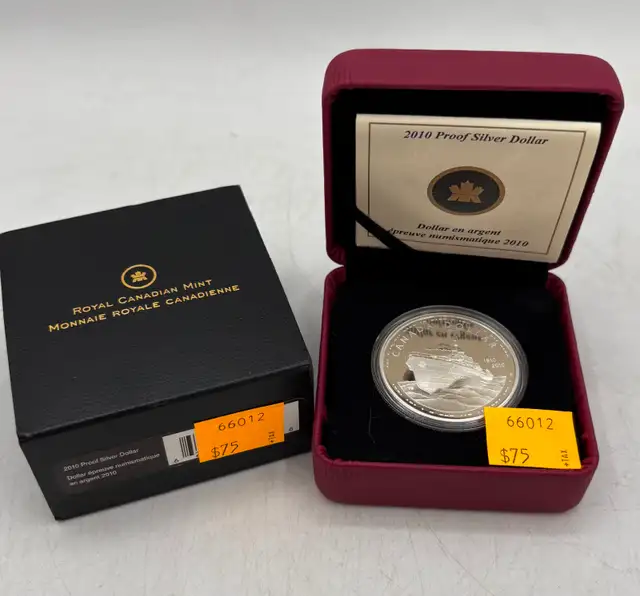 ROYAL CANADIAN MINT
MONNAIE ROYALE CANADIENNE
2010 Proof Silver Dollar
Dollar épreuve numismatique
en argent 2010
66012
$75
+TAX
2010 Proof Silver Dollar
Dollar en argent
épreuve numismatique 2010
CANADA
1910
2010
66012
$75
+TAX